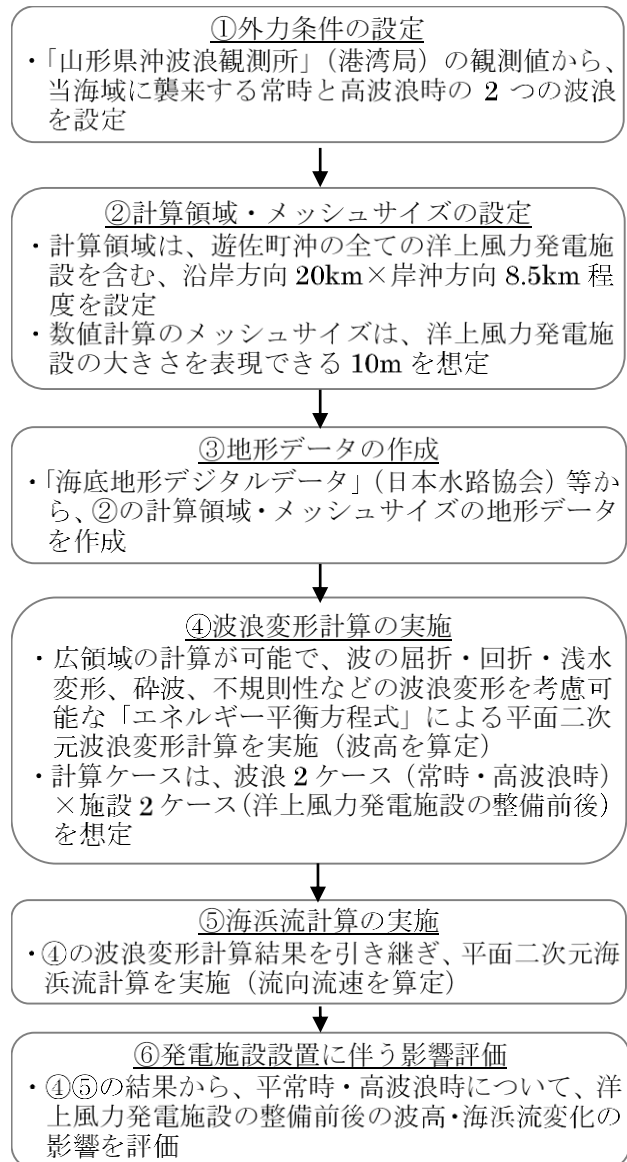 ①外力条件の設定
・「山形県沖波浪観測所」（港湾局）の観測値から、
当海域に襲来する常時と高波浪時の 2 つの波浪
を設定
②計算領域・メッシュサイズの設定
・計算領域は、遊佐町沖の全ての洋上風力発電施
設を含む、沿岸方向 20km×岸沖方向 8.5km 程
度を設定
・数値計算のメッシュサイズは、洋上風力発電施
設の大きさを表現できる 10m を想定
③地形データの作成
・「海底地形デジタルデータ」（日本水路協会）等か
ら、②の計算領域・メッシュサイズの地形データ
を作成
④波浪変形計算の実施
・広領域の計算が可能で、波の屈折・回折・浅水
変形、砕波、不規則性などの波浪変形を考慮可
能な「エネルギー平衡方程式」による平面二次
元波浪変形計算を実施（波高を算定）
・計算ケースは、波浪 2 ケース（常時・高波浪時）
×施設 2 ケース（洋上風力発電施設の整備前後）
を想定
⑤海浜流計算の実施
・④の波浪変形計算結果を引き継ぎ、平面二次元海
浜流計算を実施（流向流速を算定）
⑥発電施設設置に伴う影響評価
・④⑤の結果から、平常時・高波浪時について、洋
上風力発電施設の整備前後の波高・海浜流変化の
影響を評価